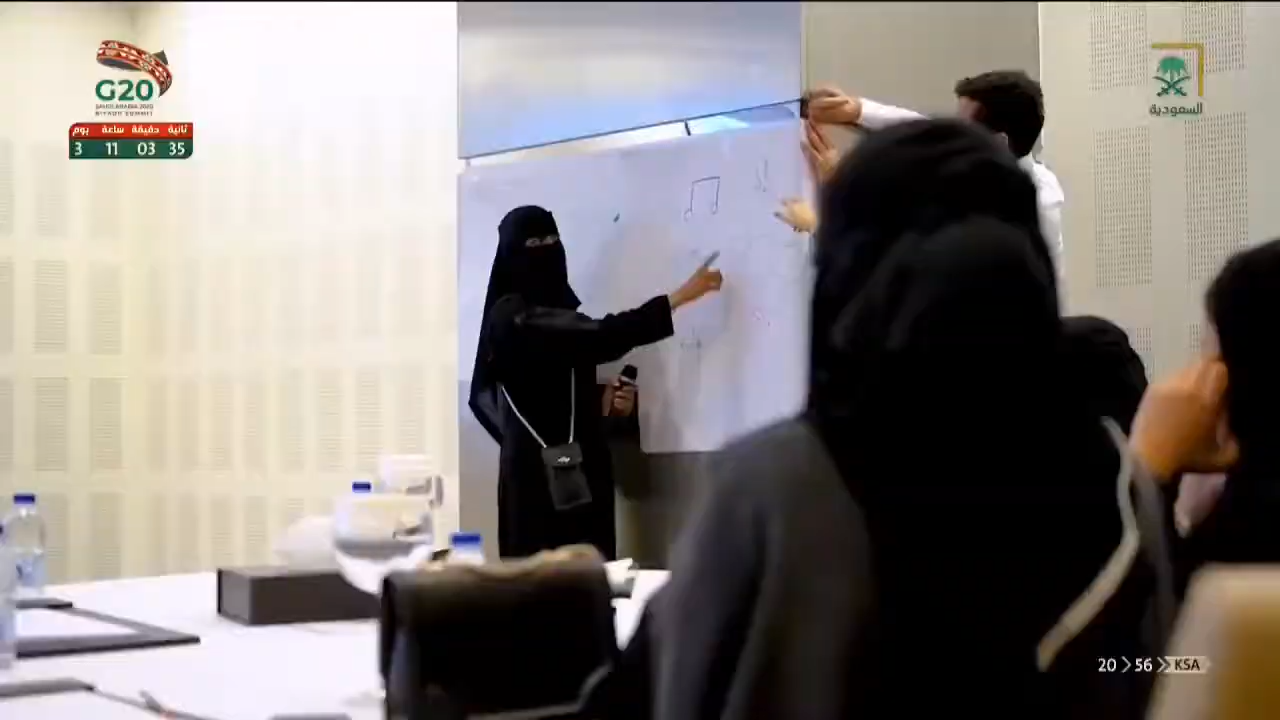 G20
SAUDI ARABIA 2020
RIYADH SUMMIT
يوم ساعة دقيقة ثانية
3 11 03 35
السعودية
20 56 KSA